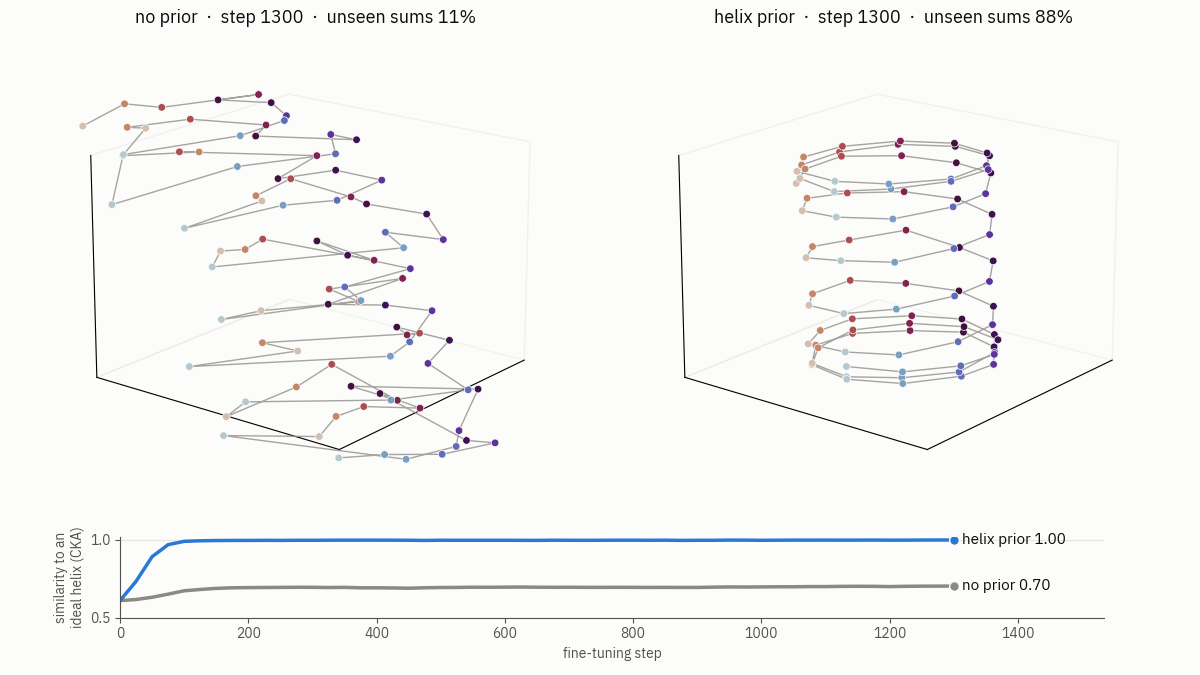 no prior · step 1300 · unseen sums 11%
helix prior · step 1300 · unseen sums 88%
similarity to an
ideal helix (CKA)
1.0
0.5
helix prior 1.00
no prior 0.70
0 200 400 600 800 1000 1200 1400
fine-tuning step